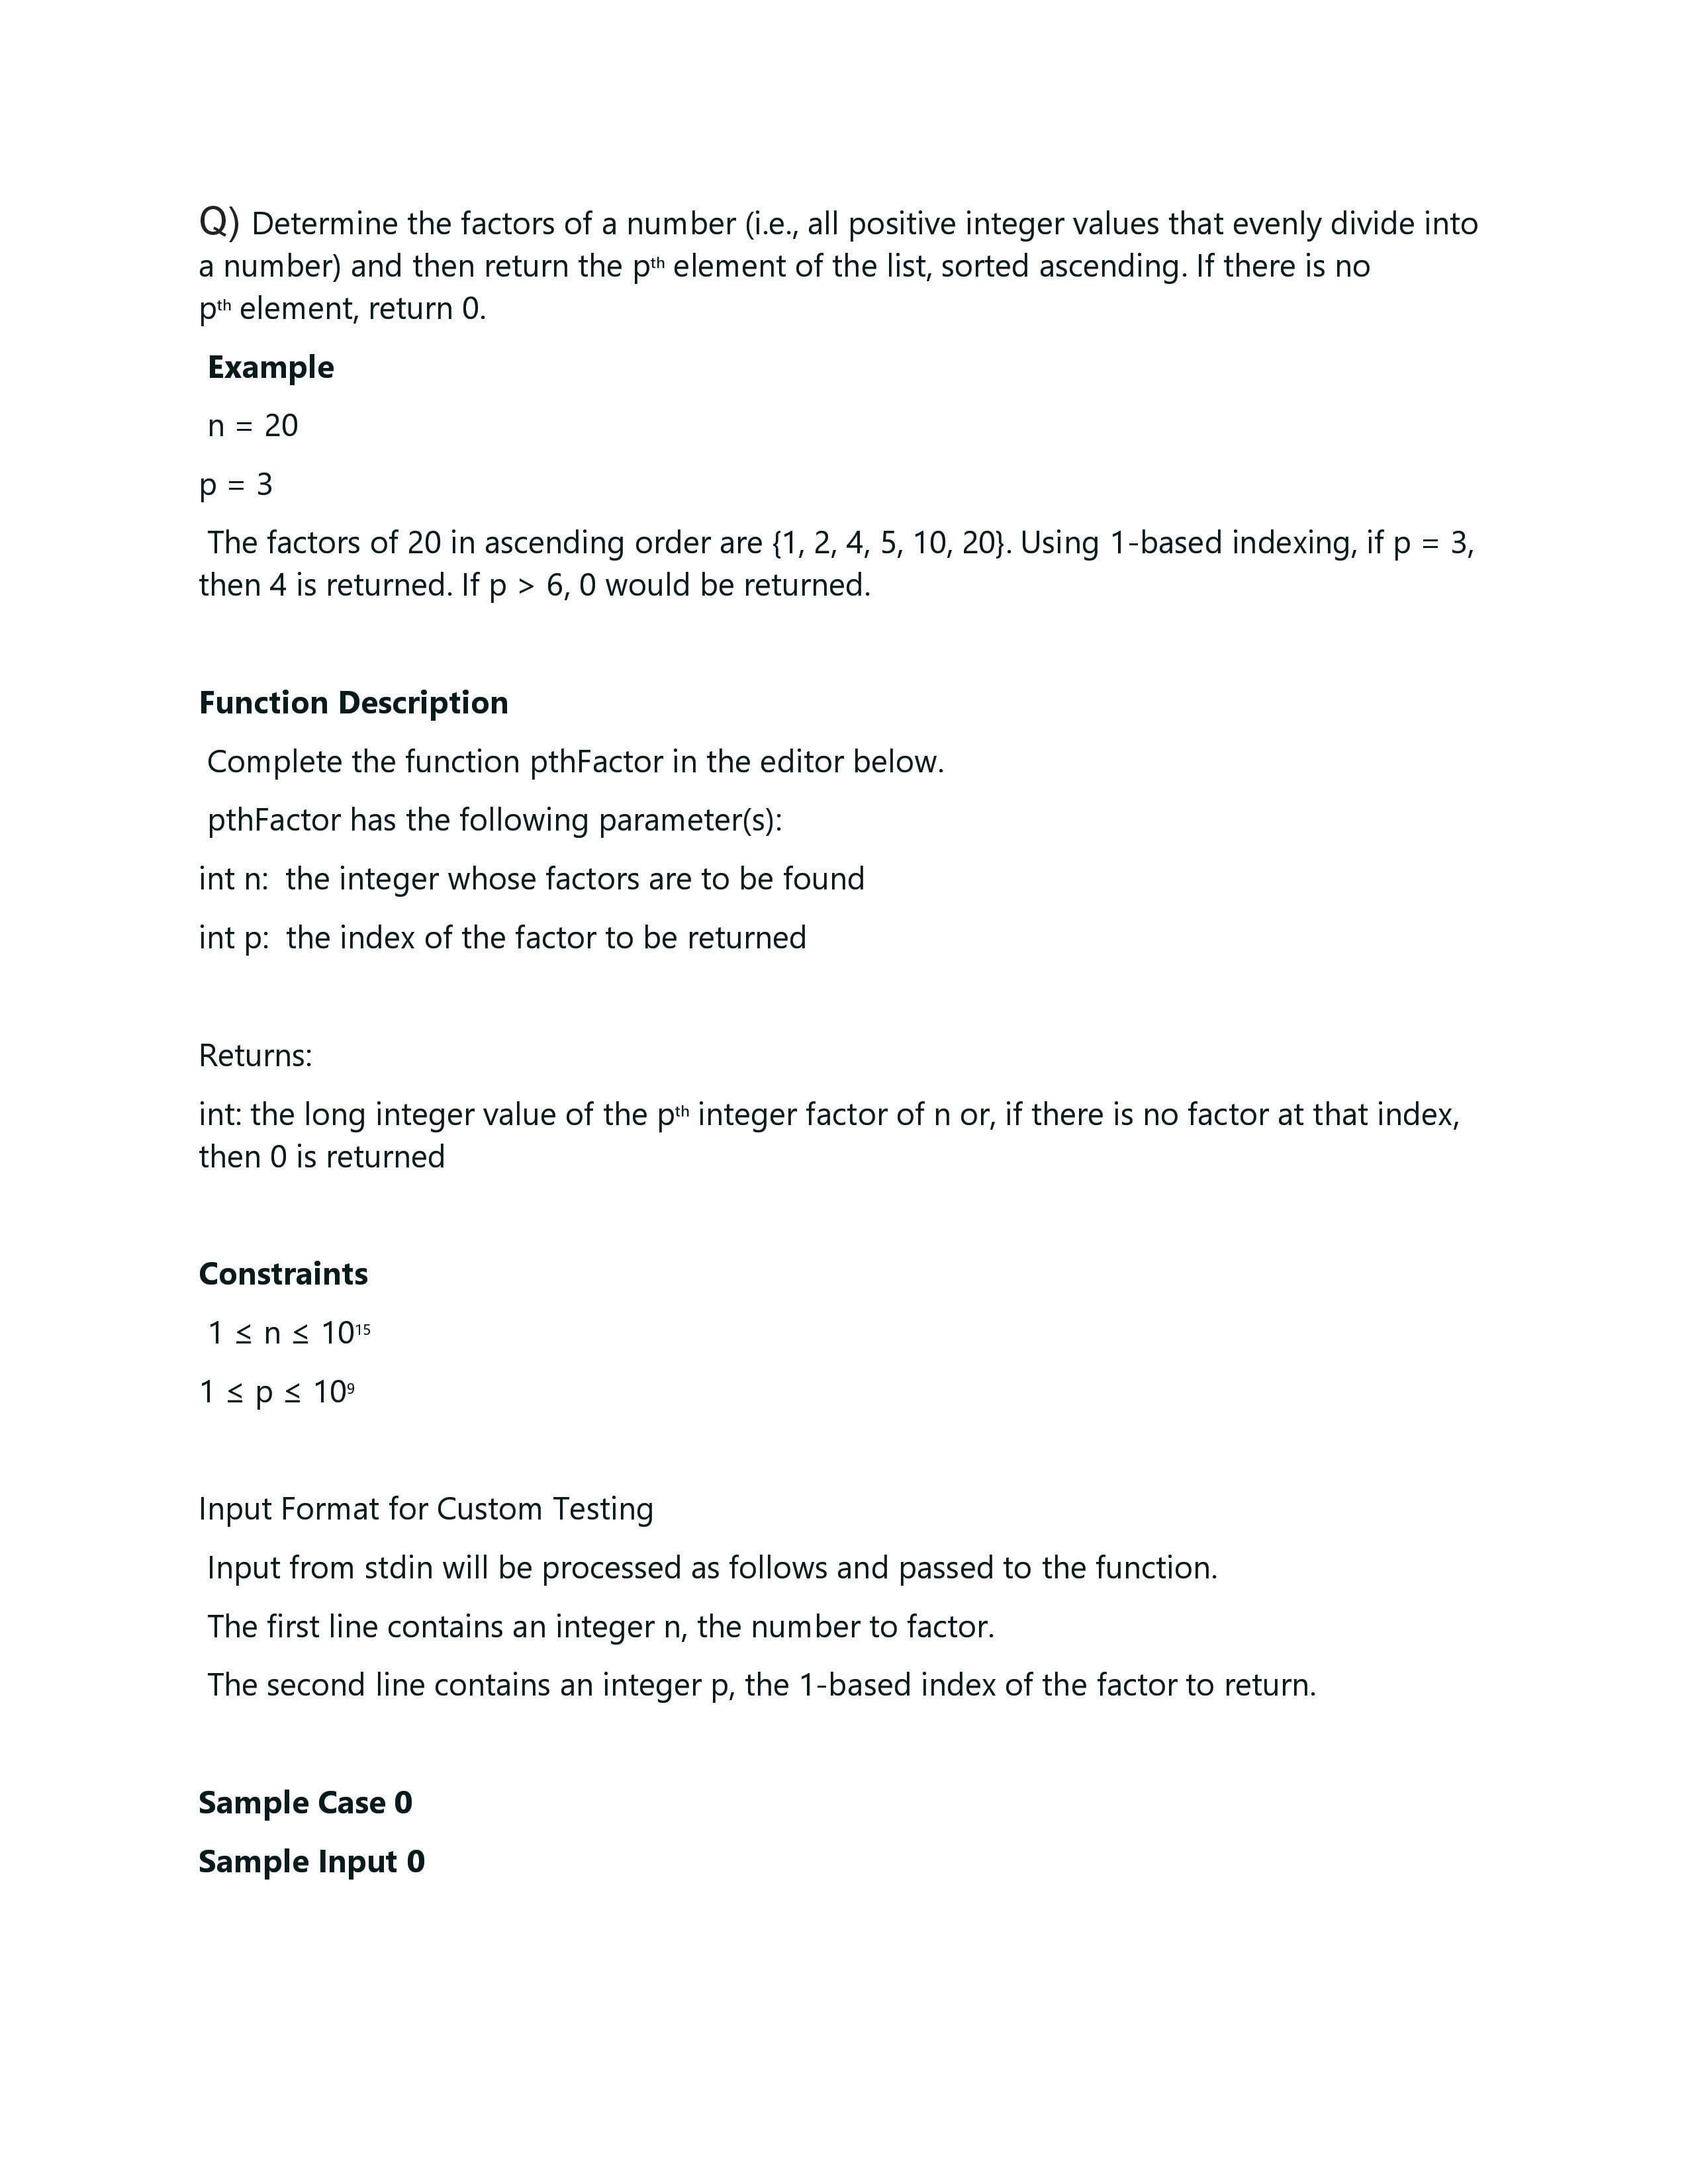 Q) Determine the factors of a number (i.e., all positive integer values that evenly divide into
a number) and then return the pth element of the list, sorted ascending. If there is no
pth element, return 0.
Example
n = 20
p = 3
The factors of 20 in ascending order are {1, 2, 4, 5, 10, 20}. Using 1-based indexing, if p = 3,
then 4 is returned. If p > 6, 0 would be returned.
Function Description
Complete the function pthFactor in the editor below.
pthFactor has the following parameter(s):
int n:  the integer whose factors are to be found
int p:  the index of the factor to be returned
Returns:
int: the long integer value of the pth integer factor of n or, if there is no factor at that index,
then 0 is returned
Constraints
1 ≤ n ≤ 10¹⁵
1 ≤ p ≤ 10⁹
Input Format for Custom Testing
Input from stdin will be processed as follows and passed to the function.
The first line contains an integer n, the number to factor.
The second line contains an integer p, the 1-based index of the factor to return.
Sample Case 0
Sample Input 0